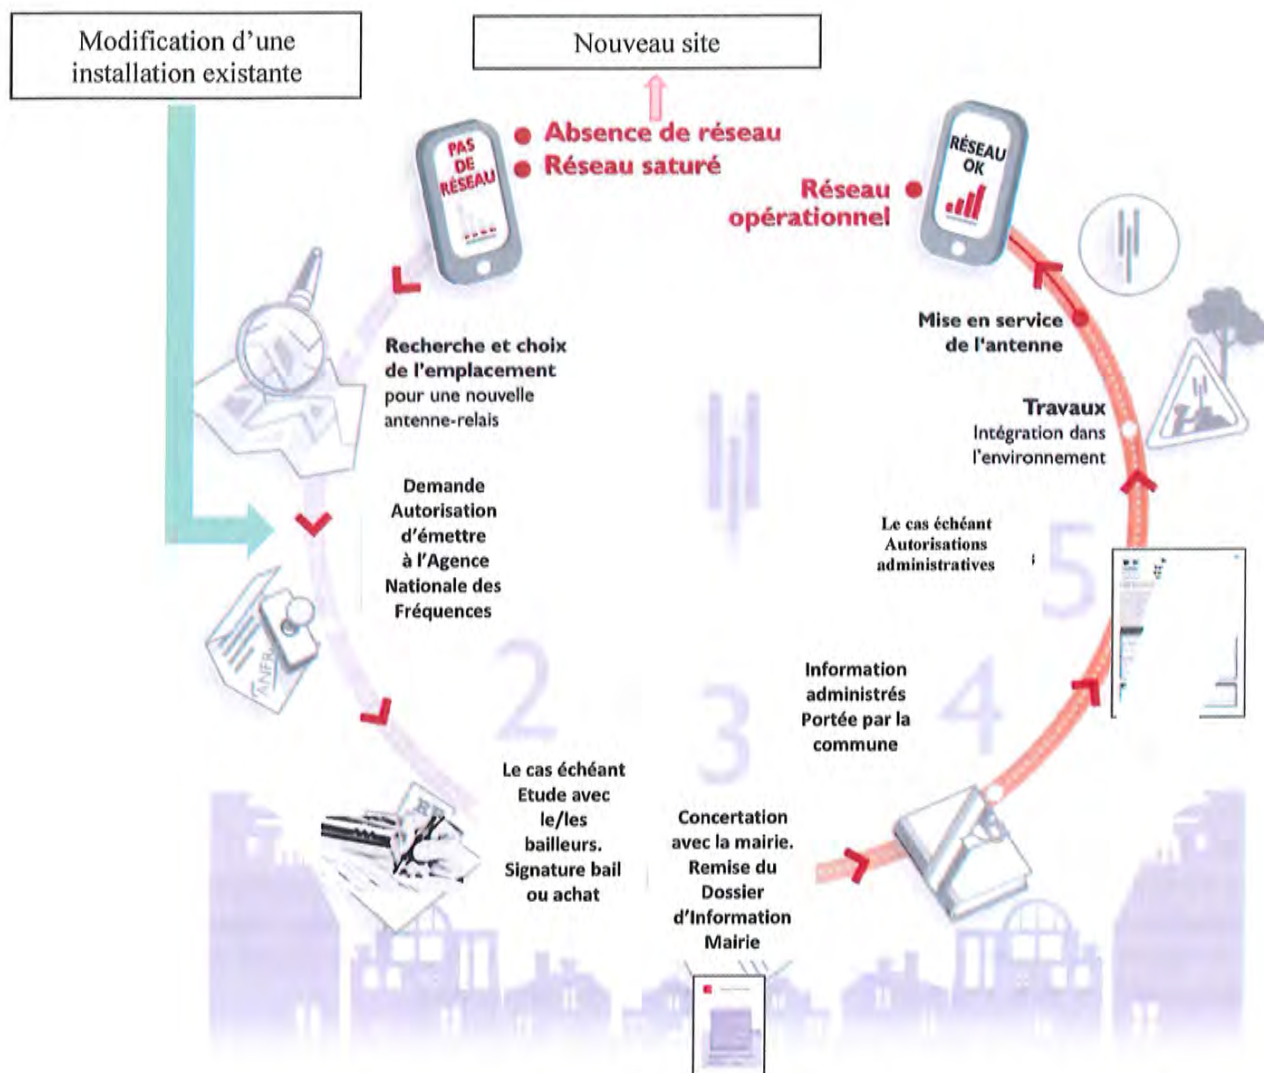 Modification d'une
installation existante
Nouveau site
PAS
DE
RÉSEAU
Absence de réseau
Réseau saturé
RÉSEAU
OK
Réseau
opérationnel
Recherche et choix
de l'emplacement
pour une nouvelle
antenne-relais
Demande
Autorisation
d'émettre
à l'Agence
Nationale des
Fréquences
ANFR
2
Le cas échéant
Etude avec
le/les
bailleurs.
Signature bail
ou achat
3
Concertation
avec la mairie.
Remise du
Dossier
d'Information
Mairie
4
Information
administrés
Portée par la
commune
5
Le cas échéant
Autorisations
administratives
Travaux
Intégration dans
l'environnement
Mise en service
de l'antenne